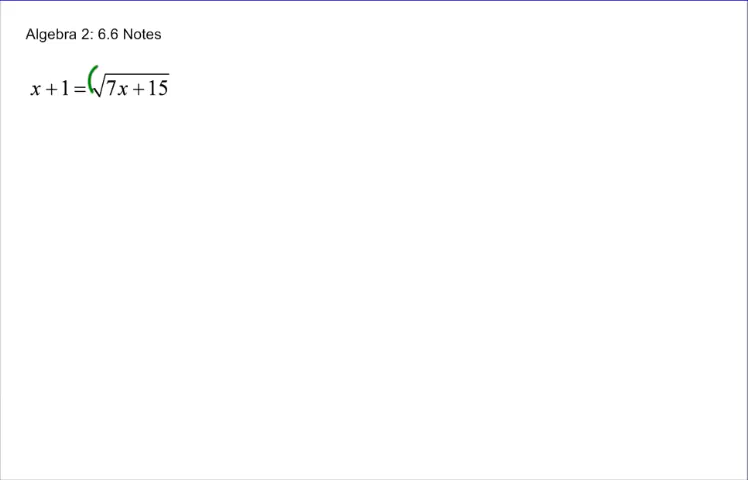 Algebra 2: 6.6 Notes
x + 1 = (√7x + 15